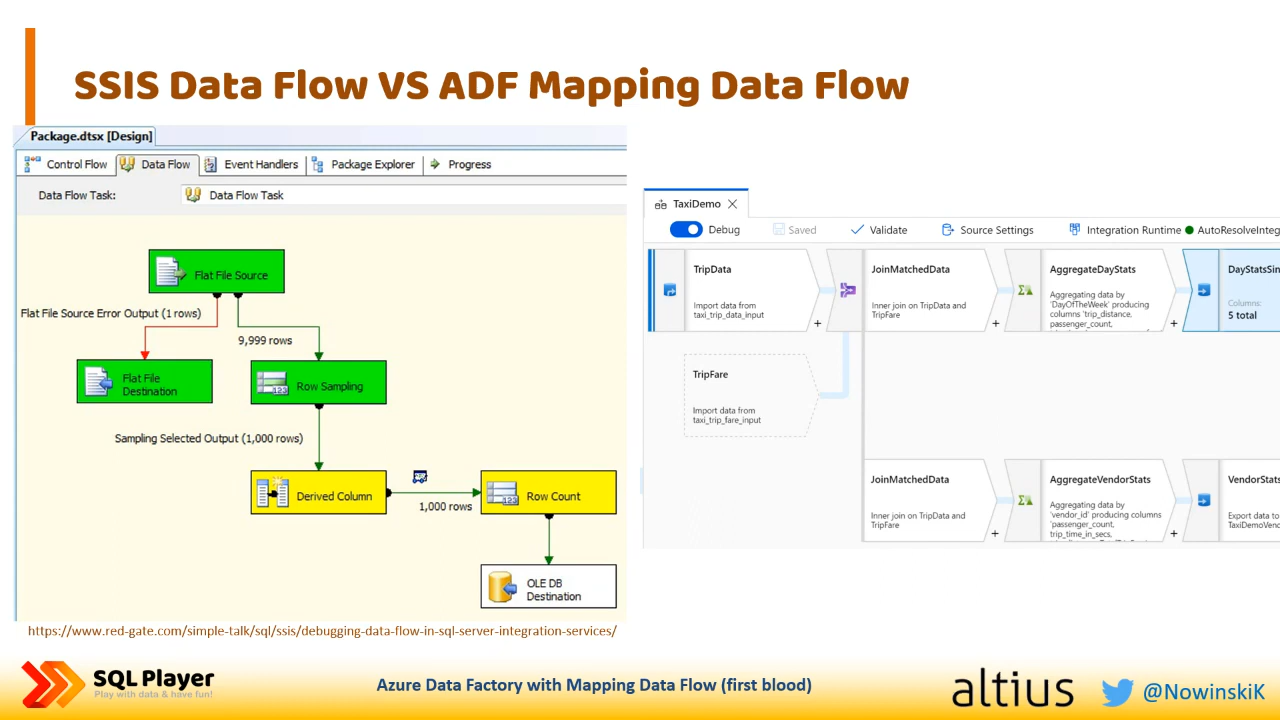 SSIS Data Flow VS ADF Mapping Data Flow
Package.dtsx [Design]
Control Flow
Data Flow
Event Handlers
Package Explorer
Progress
Data Flow Task:
Data Flow Task
Flat File Source
Flat File Source Error Output (1 rows)
9,999 rows
Flat File
Destination
123
Row Sampling
Sampling Selected Output (1,000 rows)
Derived Column
1,000 rows
123
Row Count
OLE DB
Destination
https://www.red-gate.com/simple-talk/sql/ssis/debugging-data-flow-in-sql-server-integration-services/
TaxiDemo
Debug
Saved
Validate
Source Settings
Integration Runtime
AutoResolveInteg
TripData
Import data from
taxi_trip_data_input
JoinMatchedData
Inner join on TripData and
TripFare
AggregateDayStats
Aggregating data by
'DayOfTheWeek' producing
columns 'trip_distance,
passenger_count,
DayStatsSin
Columns:
5 total
TripFare
Import data from
taxi_trip_fare_input
JoinMatchedData
Inner join on TripData and
TripFare
AggregateVendorStats
Aggregating data by
'vendor_id' producing columns
'passenger_count,
trip_time_in_secs,
VendorStats
Export data to
TaxiDemoVend
SQL Player
Play with data & have fun!
Azure Data Factory with Mapping Data Flow (first blood)
altius
@NowinskiK